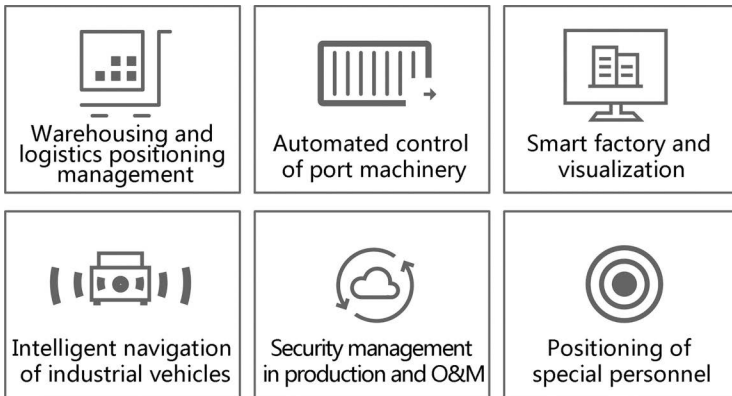 Warehousing and
logistics positioning
management
Automated control
of port machinery
Smart factory and
visualization
Intelligent navigation
of industrial vehicles
Security management
in production and O&M
Positioning of
special personnel